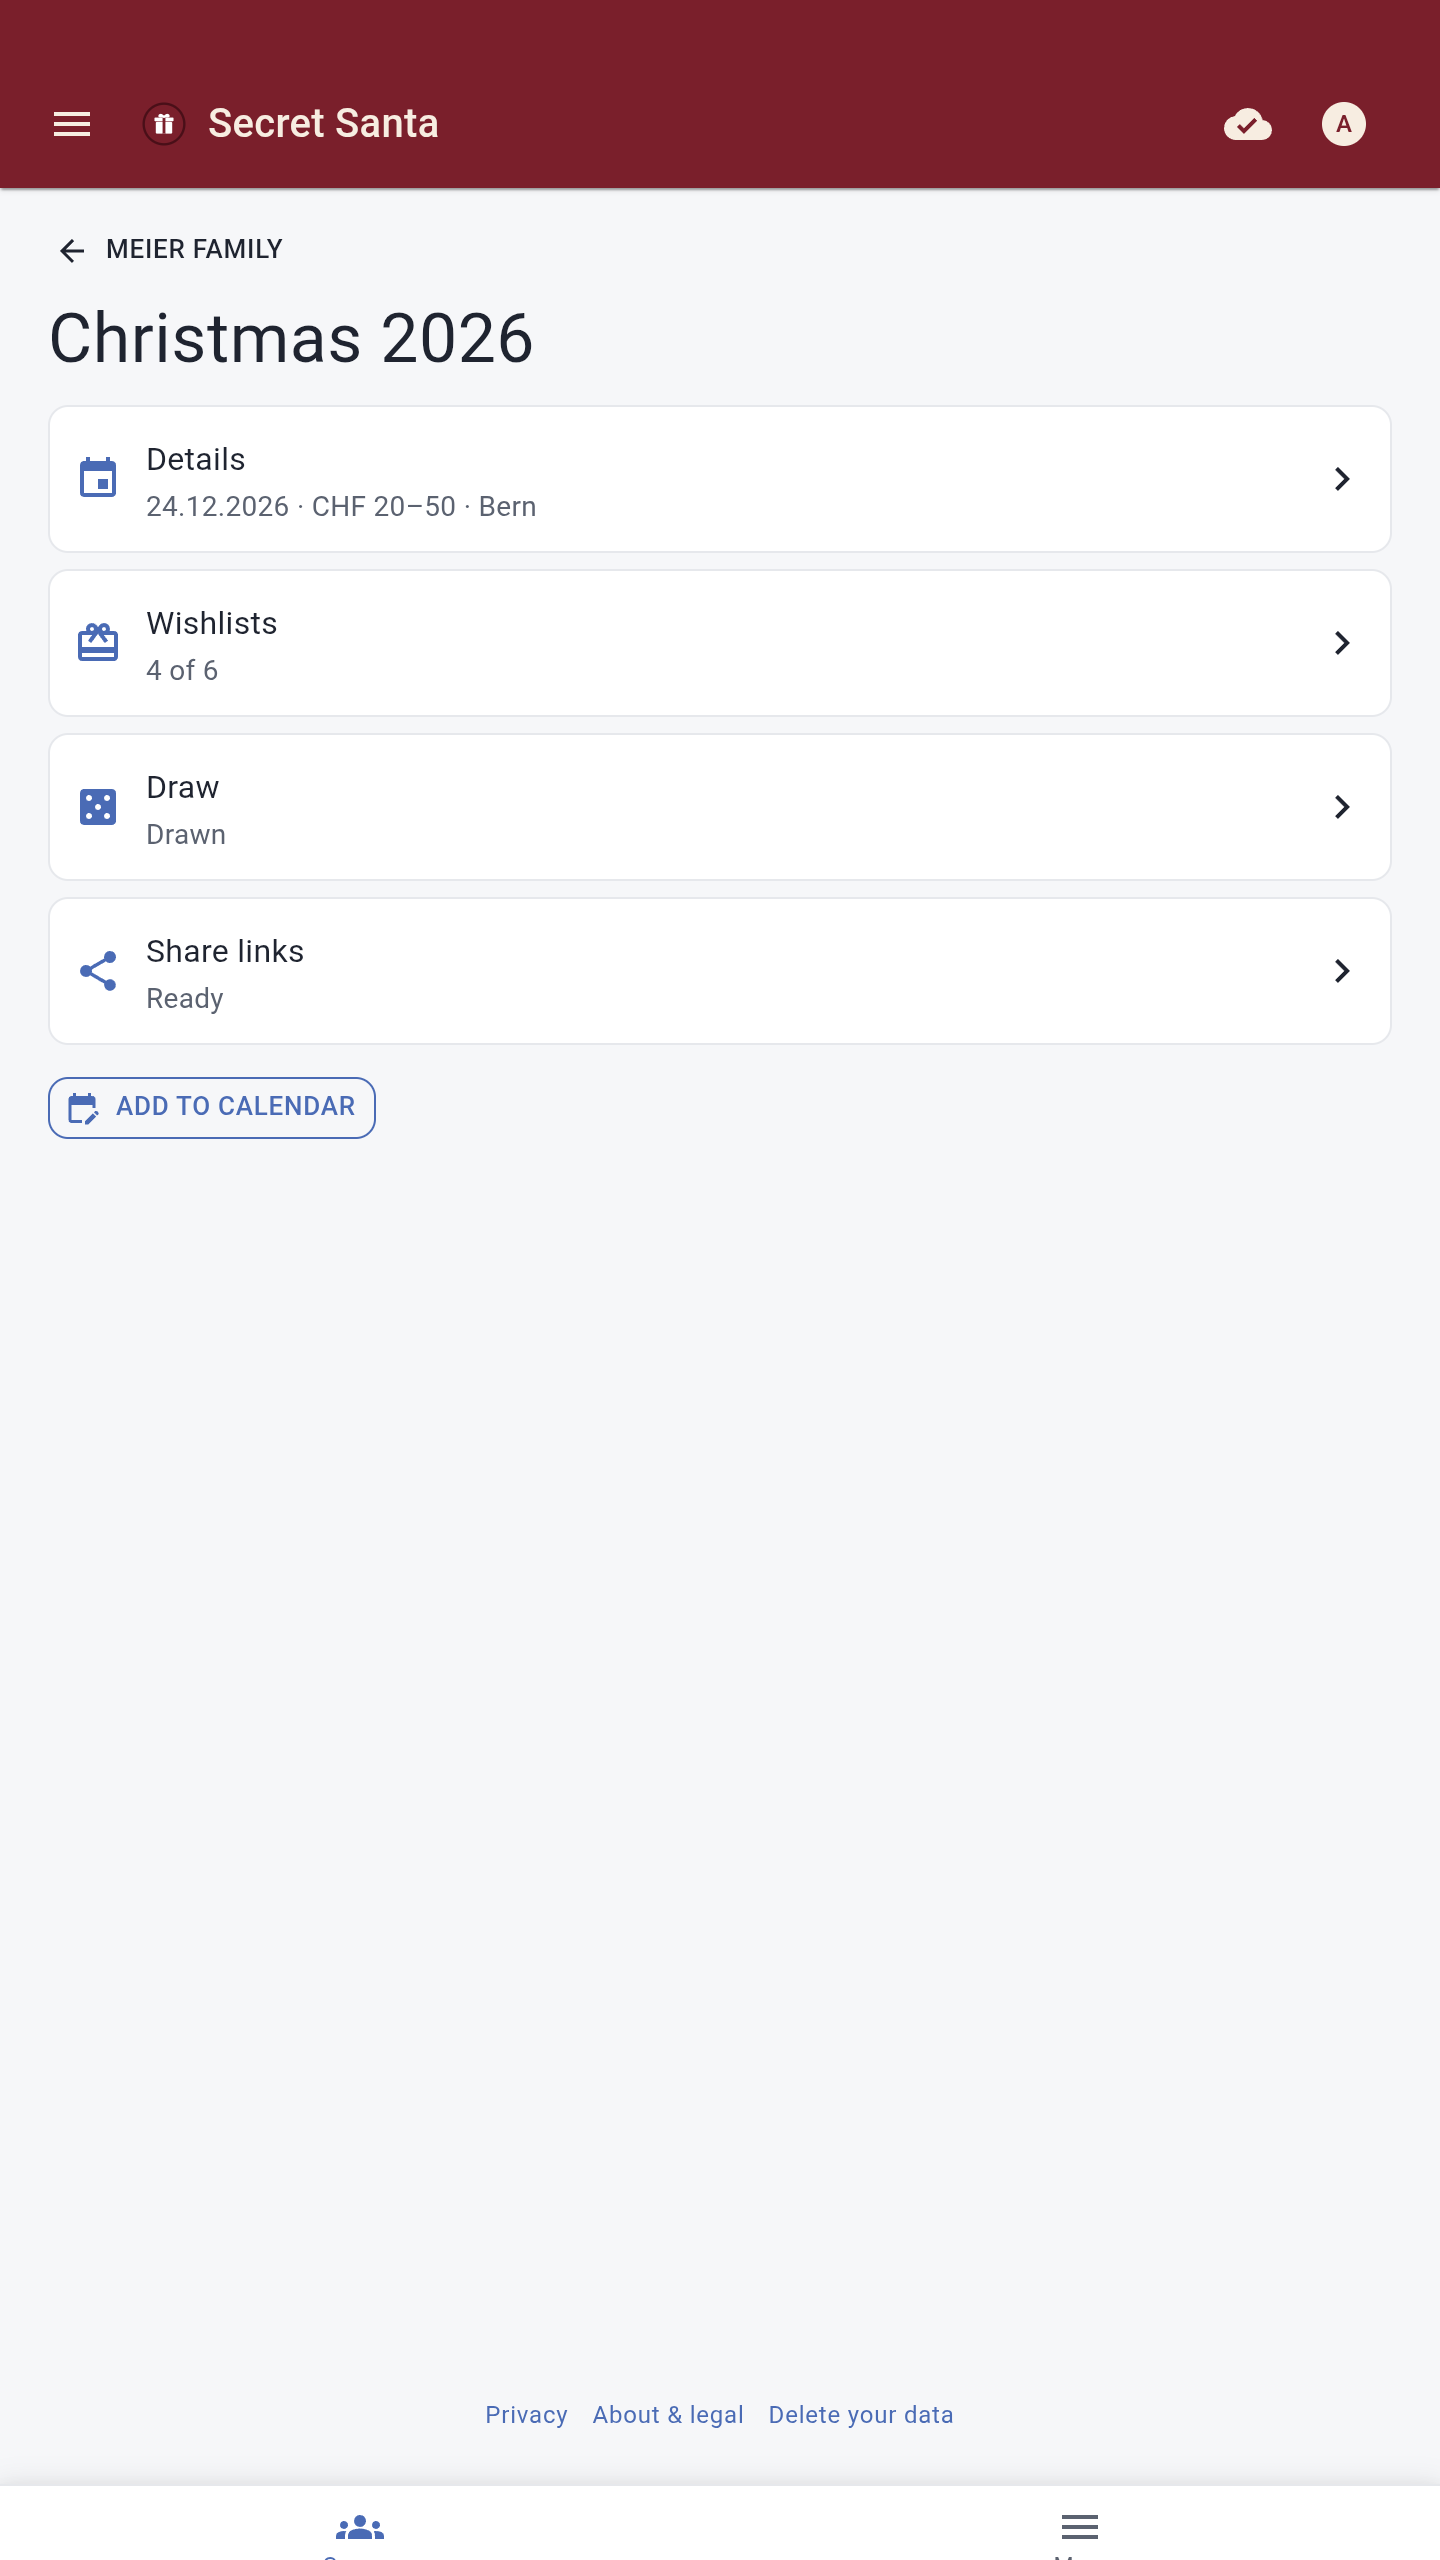 Secret Santa
A
MEIER FAMILY
Christmas 2026
Details
24.12.2026 · CHF 20–50 · Bern
Wishlists
4 of 6
Draw
Drawn
Share links
Ready
ADD TO CALENDAR
Privacy About & legal Delete your data